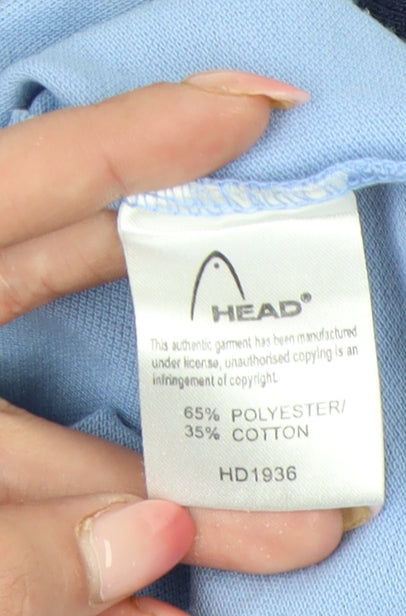 HEAD®
This authentic garment has been manufactured
under license, unauthorised copying is an
infringement of copyright.
65% POLYESTER/
35% COTTON
HD1936